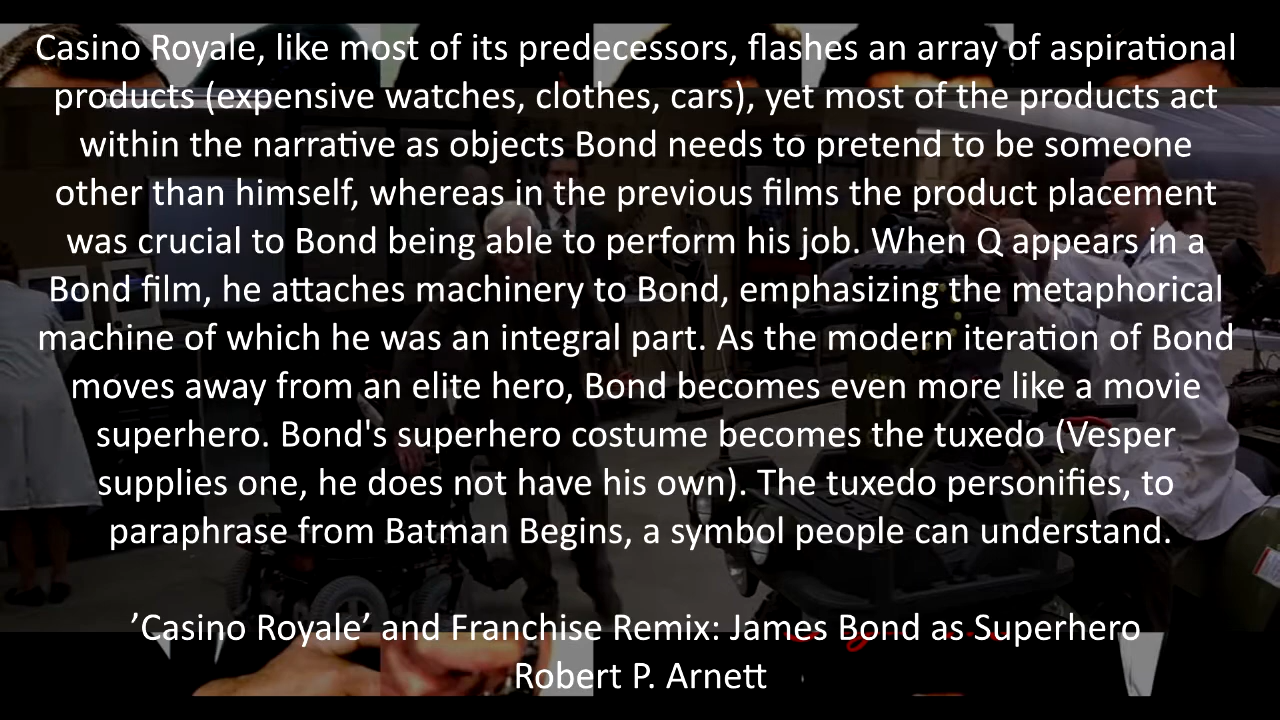 Casino Royale, like most of its predecessors, flashes an array of aspirational
products (expensive watches, clothes, cars), yet most of the products act
within the narrative as objects Bond needs to pretend to be someone
other than himself, whereas in the previous films the product placement
was crucial to Bond being able to perform his job. When Q appears in a
Bond film, he attaches machinery to Bond, emphasizing the metaphorical
machine of which he was an integral part. As the modern iteration of Bond
moves away from an elite hero, Bond becomes even more like a movie
superhero. Bond's superhero costume becomes the tuxedo (Vesper
supplies one, he does not have his own). The tuxedo personifies, to
paraphrase from Batman Begins, a symbol people can understand.
’Casino Royale’ and Franchise Remix: James Bond as Superhero
Robert P. Arnett